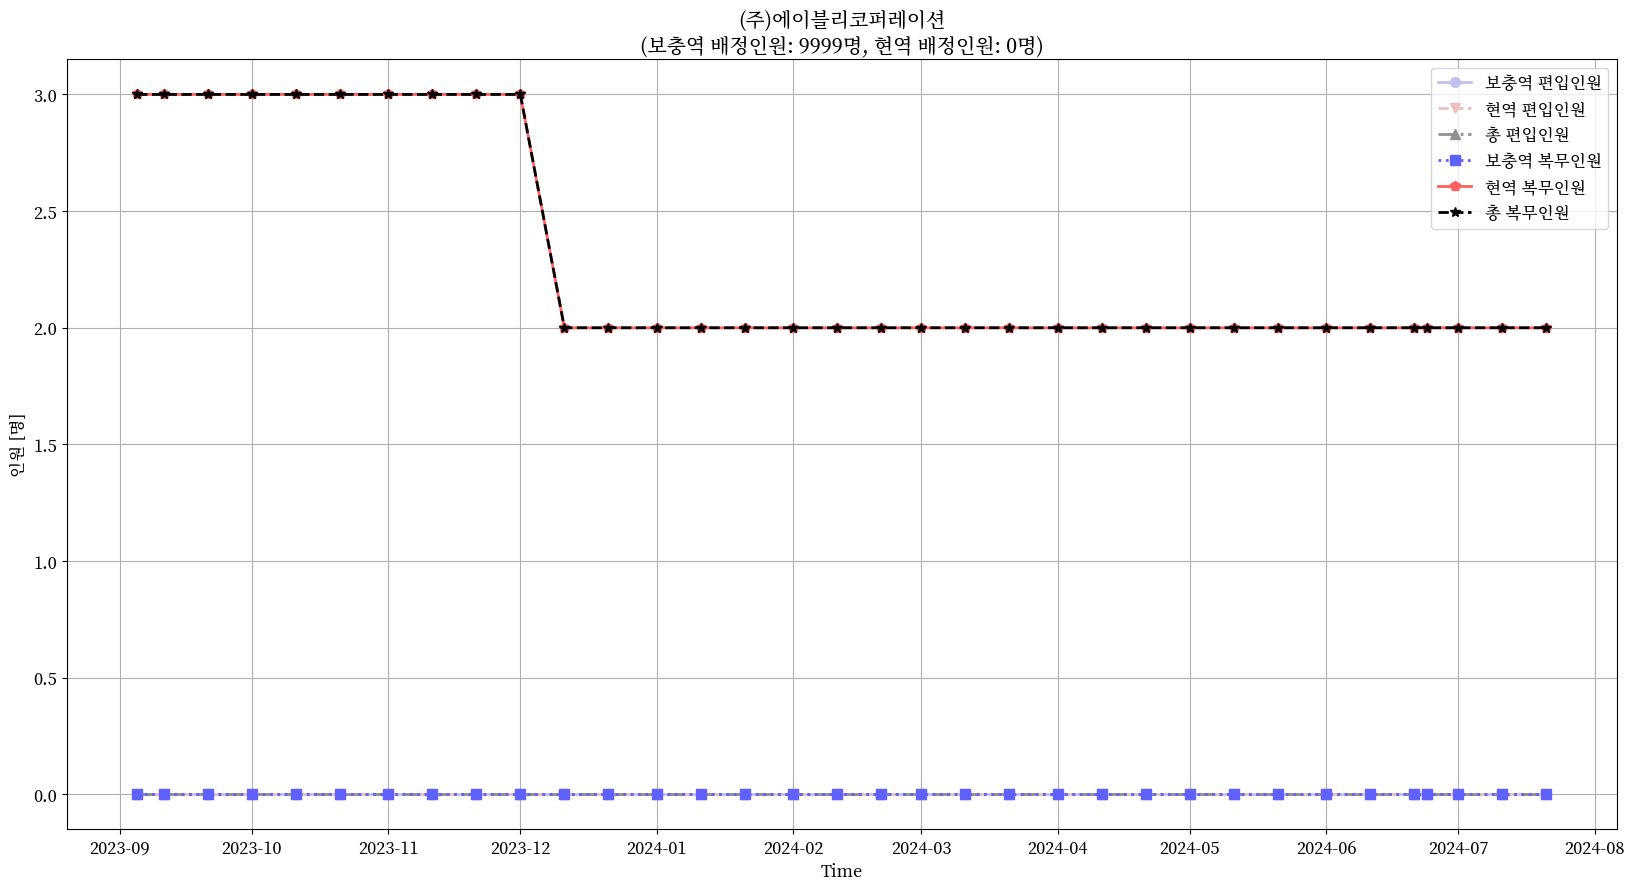 (주)에이블리코퍼레이션
(보충역 배정인원: 9999명, 현역 배정인원: 0명)
보충역 편입인원
현역 편입인원
총 편입인원
보충역 복무인원
현역 복무인원
총 복무인원
인원 [명]
3.0
2.5
2.0
1.5
1.0
0.5
0.0
2023-09 2023-10 2023-11 2023-12 2024-01 2024-02 2024-03 2024-04 2024-05 2024-06 2024-07 2024-08
Time